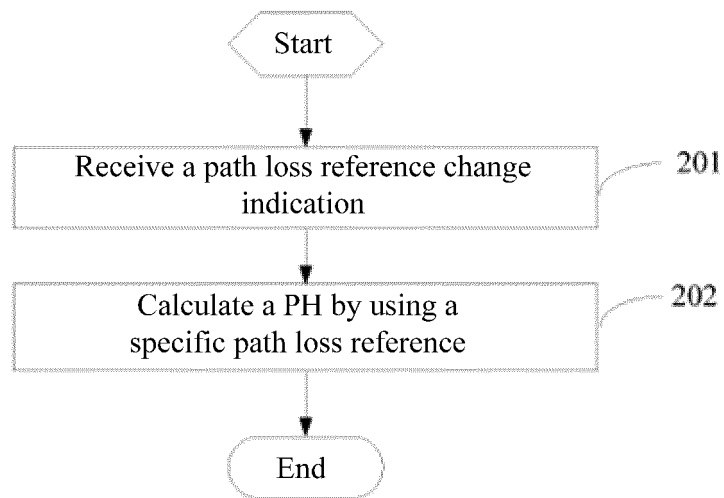 Start
Receive a path loss reference change
indication
201
Calculate a PH by using a
specific path loss reference
202
End